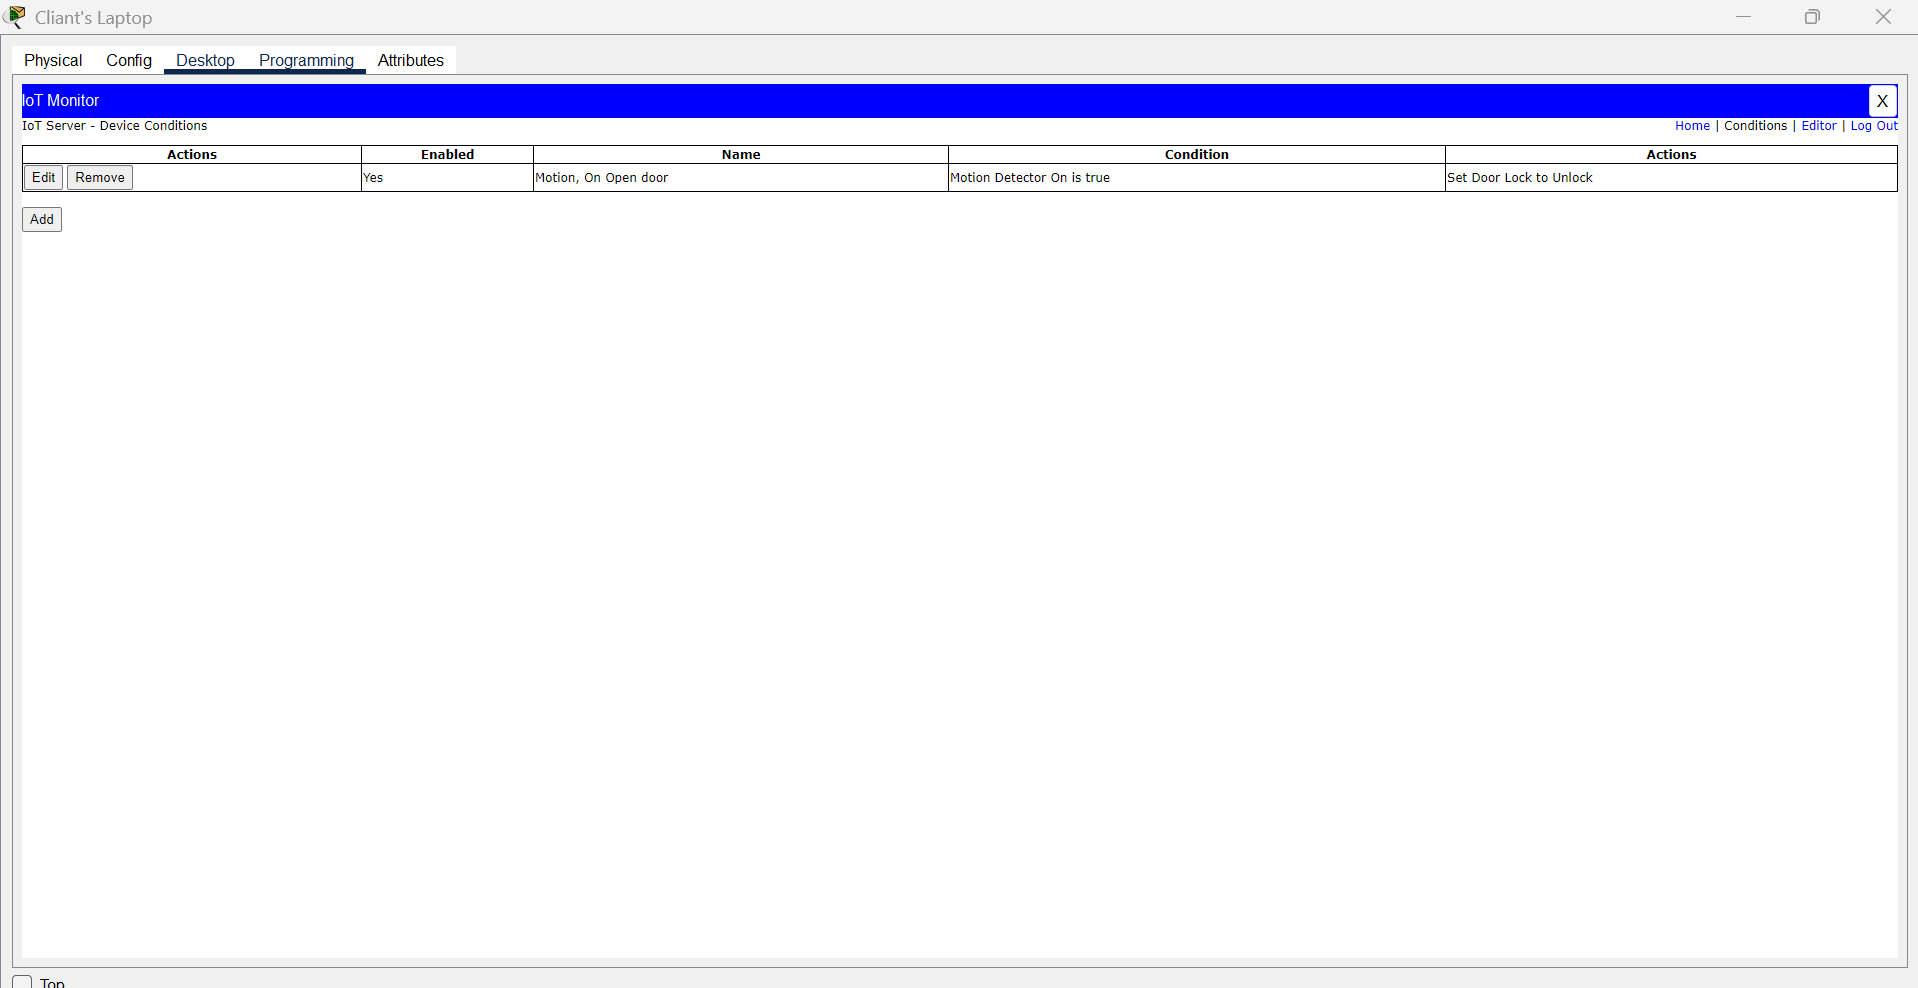 Cliant's Laptop
Physical Config Desktop Programming Attributes
IoT Monitor X
IoT Server - Device Conditions Home | Conditions | Editor | Log Out
Actions Enabled Name Condition Actions
Edit Remove Yes Motion, On Open door Motion Detector On is true Set Door Lock to Unlock
Add
Top